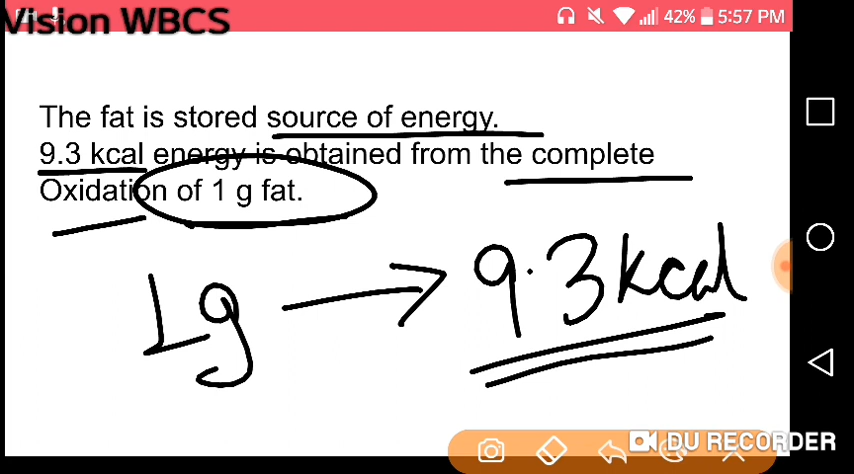 Vision WBCS
42% 5:57 PM
The fat is stored source of energy.
9.3 kcal energy is obtained from the complete
Oxidation of 1 g fat.
1g → 9.3kcal
DU RECORDER